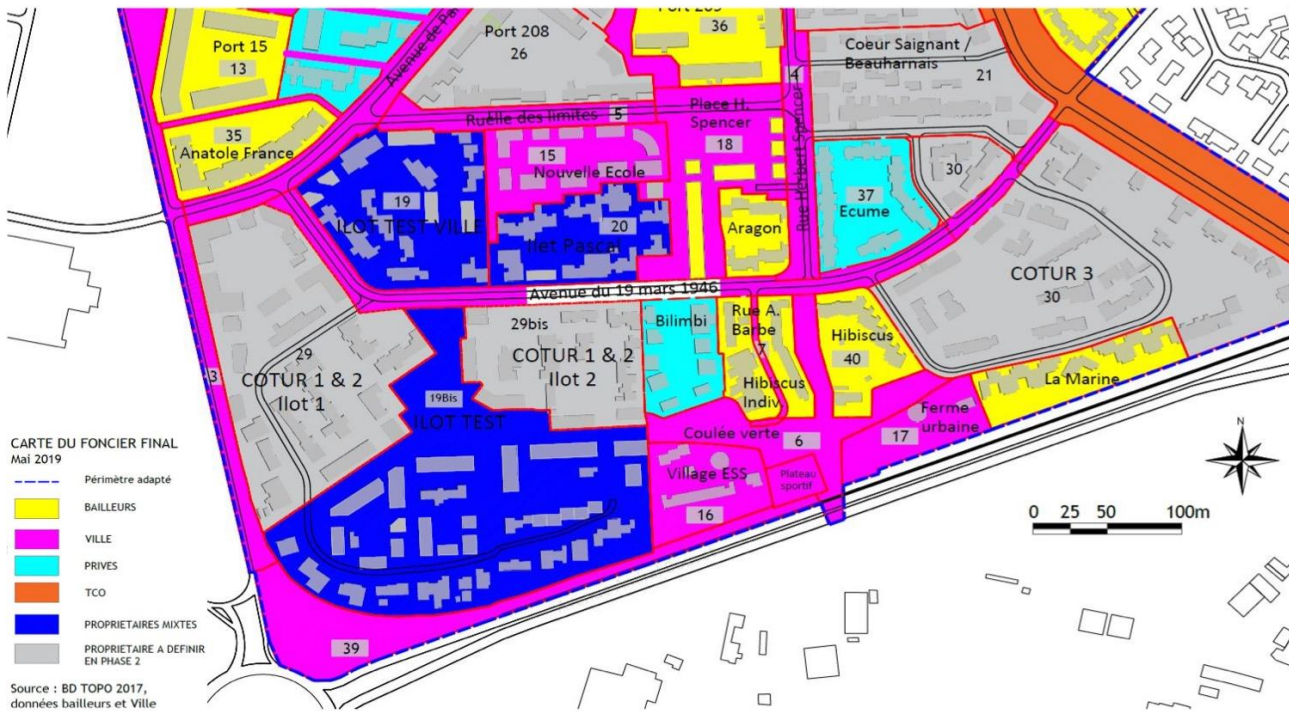 Port 15
13
Avenue de Par
Port 208
26
Port 205
36
4
Coeur Saignant /
Beauharnais
21
35
Anatole France
Ruelle des limites
5
Place H.
Spencer
18
Rue Herbert Spencer
15
Nouvelle Ecole
19
ILOT TEST VILLE
20
Ilet Pascal
Aragon
37
Ecume
30
COTUR 3
30
Avenue du 19 mars 1946
29bis
COTUR 1 & 2
Ilot 2
Bilimbi
Rue A.
Barbe
7
Hibiscus
Indiv.
Hibiscus
40
La Marine
29
COTUR 1 & 2
Ilot 1
3
19Bis
ILOT TEST
Coulée verte
6
Ferme
urbaine
17
Village ESS
16
Plateau
sportif
39
CARTE DU FONCIER FINAL
Mai 2019
Périmètre adapté
BAILLEURS
VILLE
PRIVES
TCO
PROPRIETAIRES MIXTES
PROPRIETAIRE A DEFINIR
EN PHASE 2
Source : BD TOPO 2017,
données bailleurs et Ville
N
0 25 50 100m